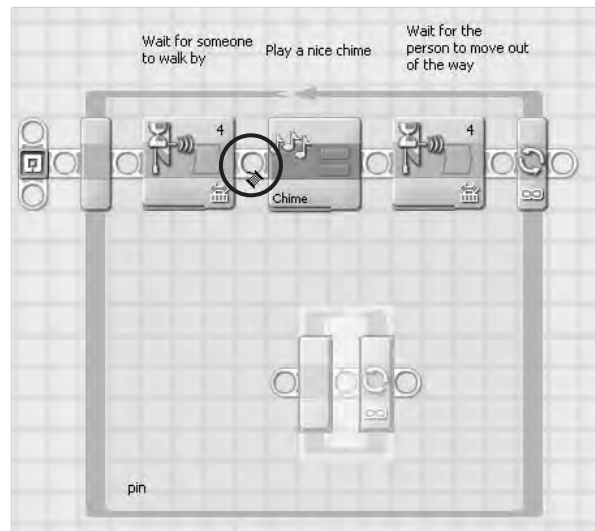 Wait for someone
to walk by
Play a nice chime
Wait for the
person to move out
of the way
4
4
Chime
pin